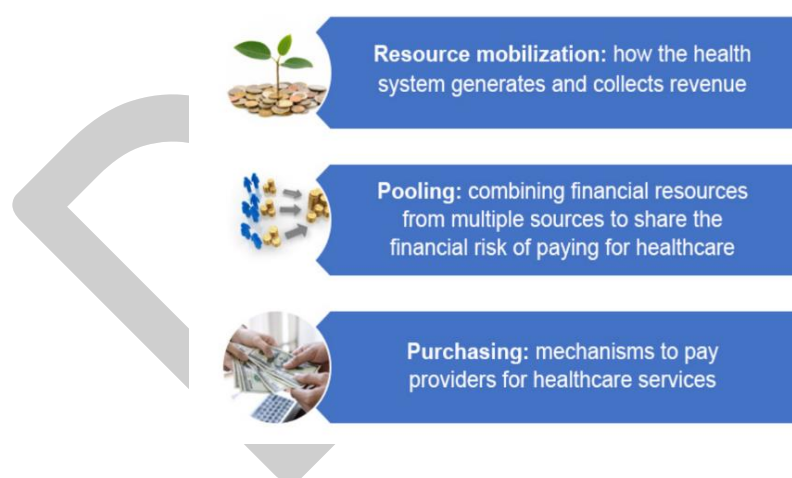 Resource mobilization: how the health
system generates and collects revenue
Pooling: combining financial resources
from multiple sources to share the
financial risk of paying for healthcare
Purchasing: mechanisms to pay
providers for healthcare services